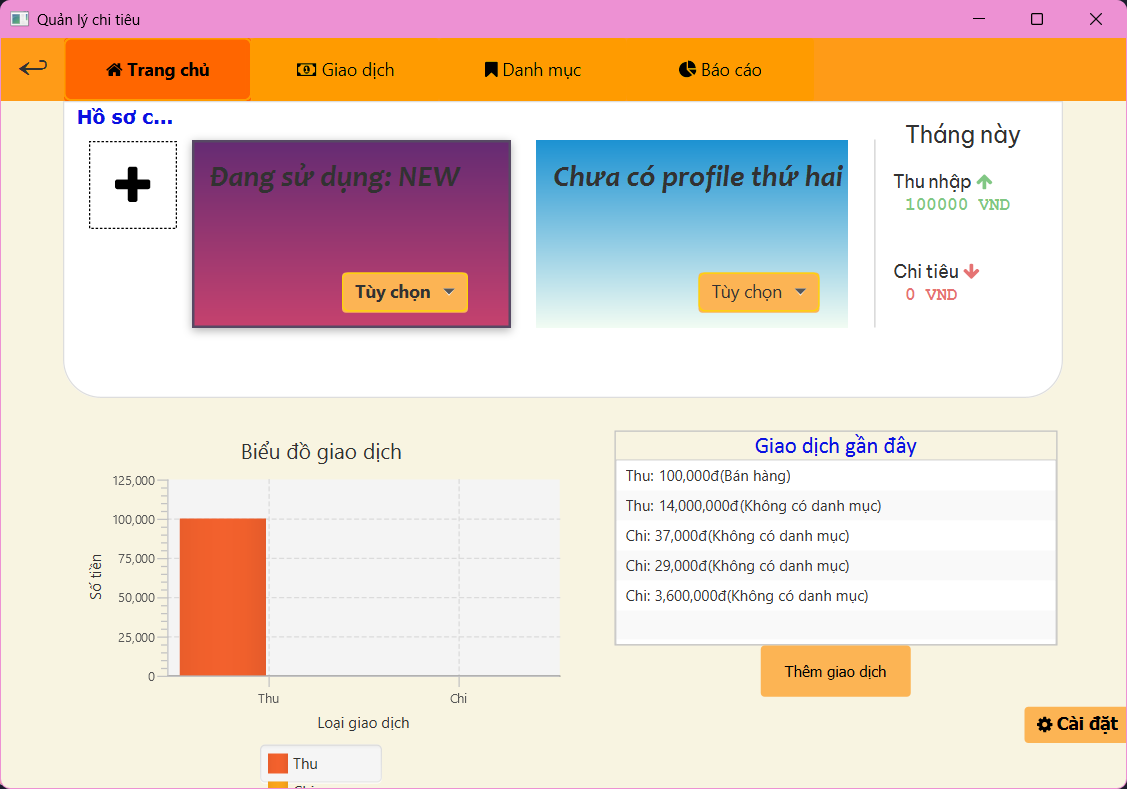 Quản lý chi tiêu
Trang chủ
Giao dịch
Danh mục
Báo cáo
Hồ sơ c...
Đang sử dụng: NEW
Tùy chọn
Chưa có profile thứ hai
Tùy chọn
Tháng này
Thu nhập
100000 VND
Chi tiêu
0 VND
Biểu đồ giao dịch
125,000
100,000
75,000
50,000
25,000
0
Số tiền
Thu
Chi
Loại giao dịch
Thu
Giao dịch gần đây
Thu: 100,000đ(Bán hàng)
Thu: 14,000,000đ(Không có danh mục)
Chi: 37,000đ(Không có danh mục)
Chi: 29,000đ(Không có danh mục)
Chi: 3,600,000đ(Không có danh mục)
Thêm giao dịch
Cài đặt